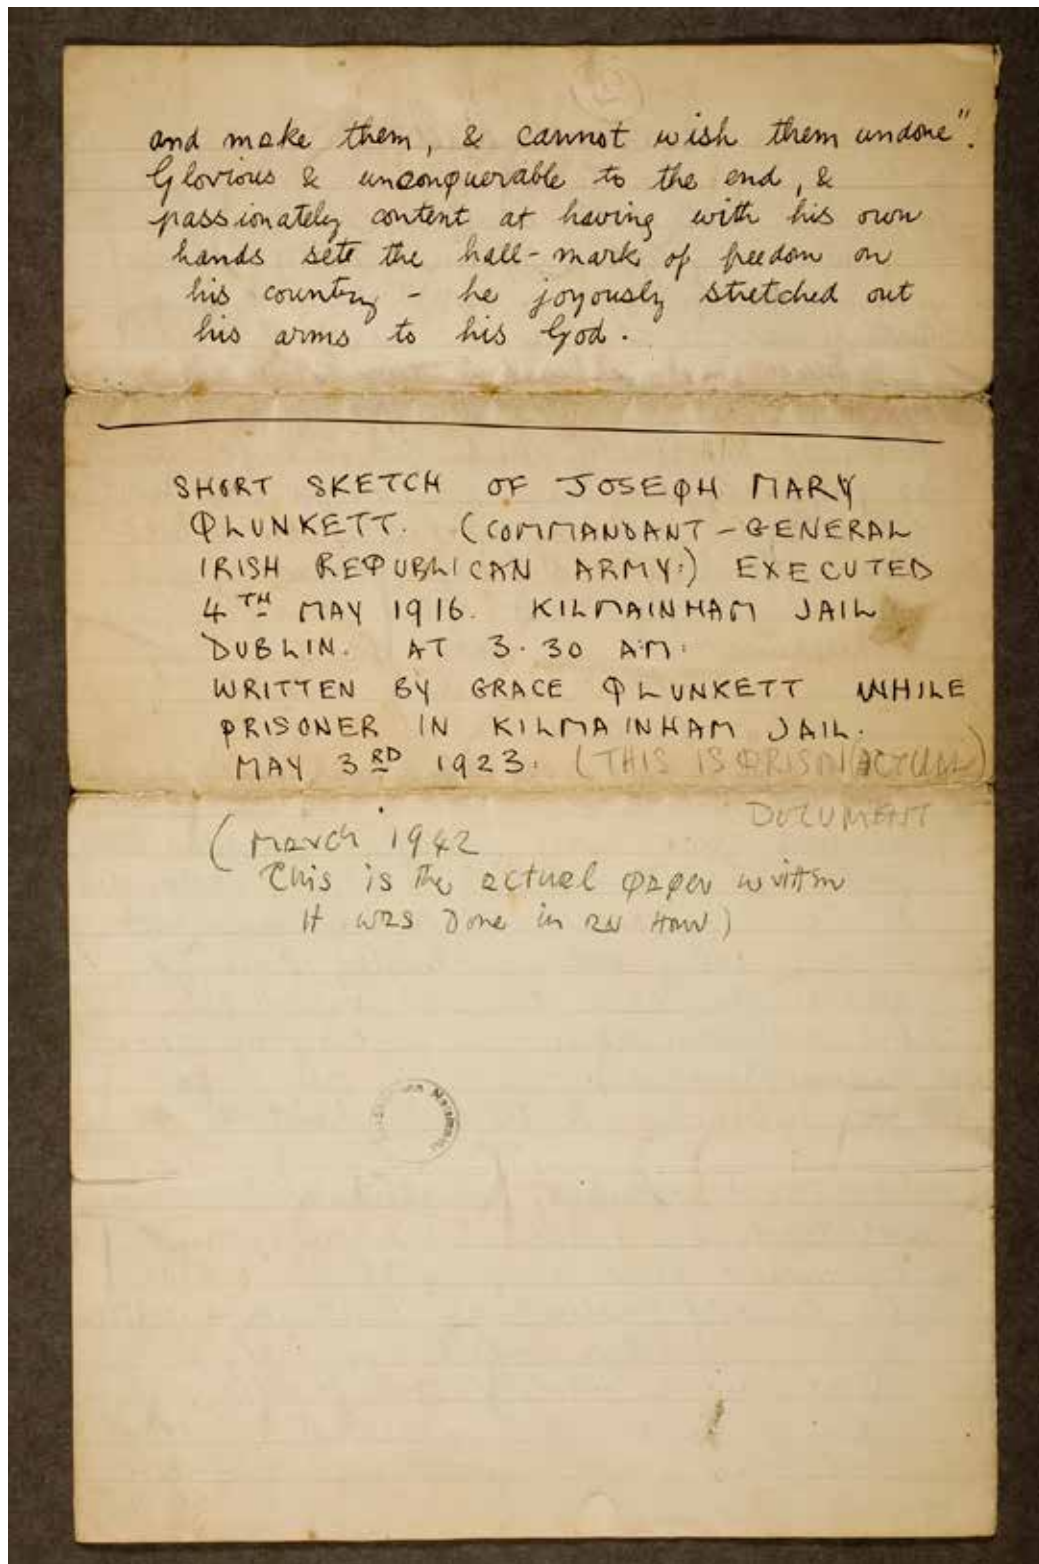 and make them, & cannot wish them undone".
Glorious & unconquerable to the end, &
passionately content at having with his own
hands sete the hall-mark of freedom on
his country - he joyously stretched out
his arms to his God.
SHORT SKETCH OF JOSEPH MARY
PLUNKETT. (COMMANDANT-GENERAL
IRISH REPUBLICAN ARMY.) EXECUTED
4TH MAY 1916. KILMAINHAM JAIL
DUBLIN. AT 3.30 A.M.
WRITTEN BY GRACE PLUNKETT WHILE
PRISONER IN KILMAINHAM JAIL.
MAY 3RD 1923. (THIS IS PRISON (ACTUAL)
DOCUMENT
(March 1942
This is the actual paper written
It was Done in an Hour)